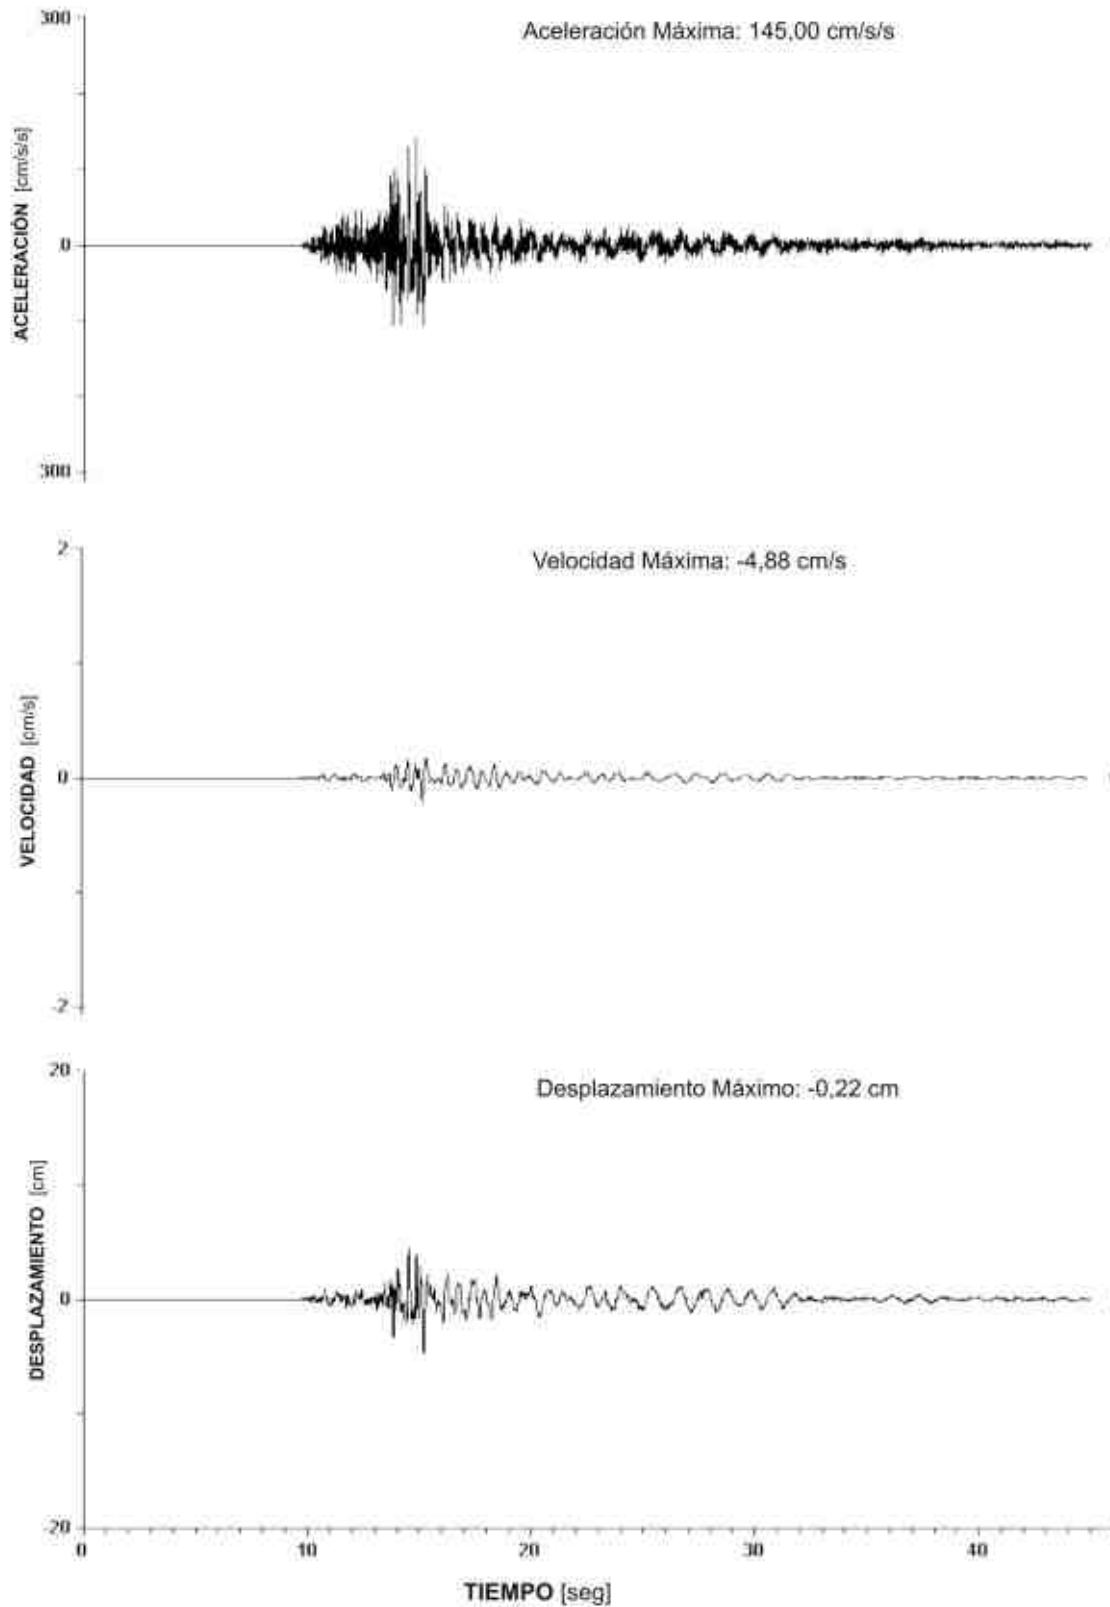 300
Aceleración Máxima: 145,00 cm/s/s
ACELERACIÓN [cm/s/s]
0
300
2
Velocidad Máxima: -4,88 cm/s
VELOCIDAD [cm/s]
0
-2
20
Desplazamiento Máximo: -0,22 cm
DESPLAZAMIENTO [cm]
0
-20
0 10 20 30 40
TIEMPO [seg]